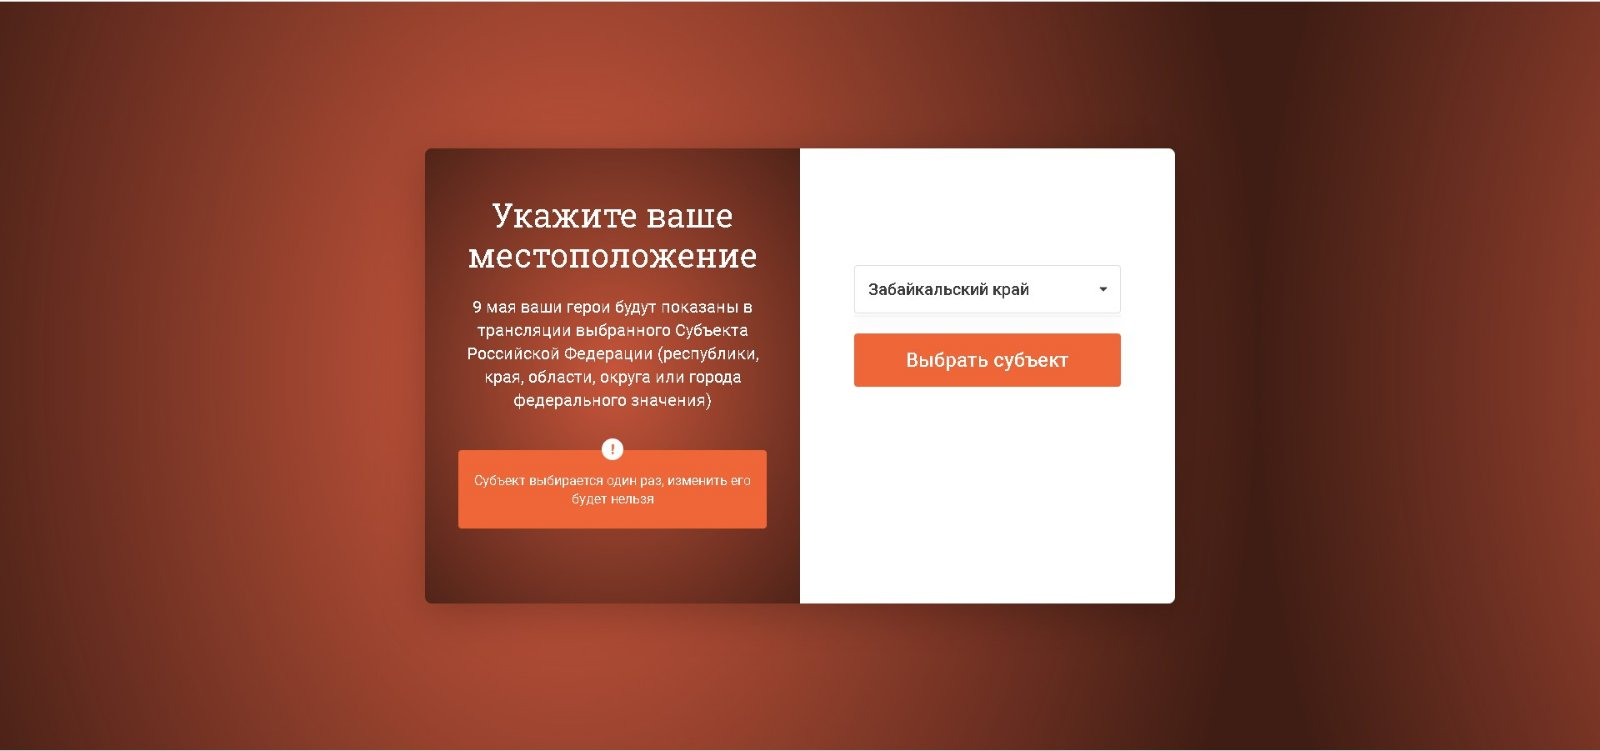 Укажите ваше
местоположение
9 мая ваши герои будут показаны в
трансляции выбранного Субъекта
Российской Федерации (республики,
края, области, округа или города
федерального значения)
!
Субъект выбирается один раз, изменить его
будет нельзя
Забайкальский край
Выбрать субъект